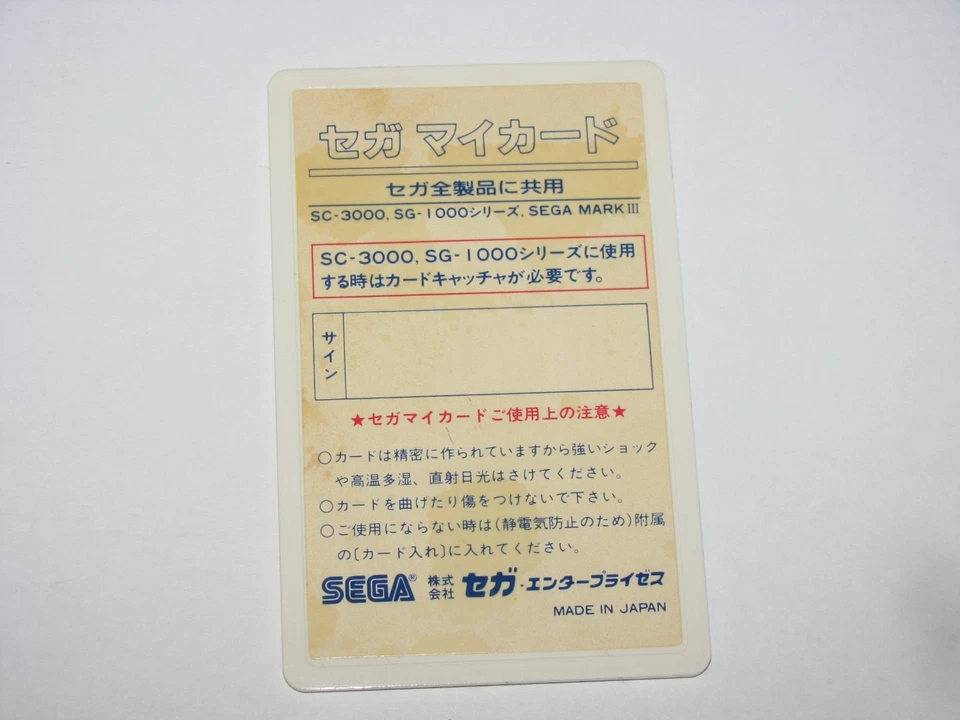 セガ マイカード
セガ全製品に共用
SC-3000, SG-1000シリーズ, SEGA MARKⅢ
SC-3000, SG-1000シリーズに使用
する時はカードキャッチャが必要です。
サイン
★セガマイカードご使用上の注意★
○カードは精密に作られていますから強いショック
や高温多湿、直射日光はさけてください。
○カードを曲げたり傷をつけないで下さい。
○ご使用にならない時は(静電気防止のため)附属
の〔カード入れ〕に入れてください。
SEGA® 株式会社 セガ・エンタープライゼス
MADE IN JAPAN